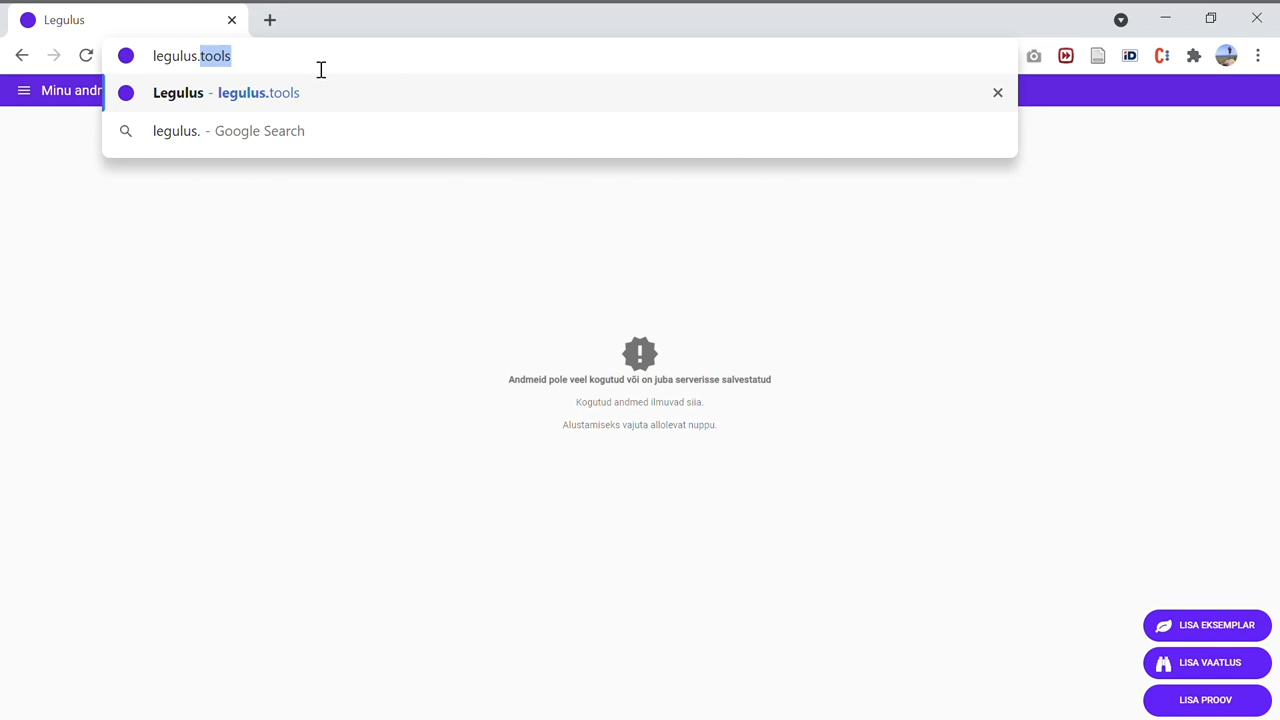 Legulus
legulus.tools
Legulus - legulus.tools
legulus. - Google Search
Minu andm
Andmeid pole veel kogutud või on juba serverisse salvestatud
Kogutud andmed ilmuvad siia.
Alustamiseks vajuta allolevat nuppu.
LISA EKSEMPLAR
LISA VAATLUS
LISA PROOV